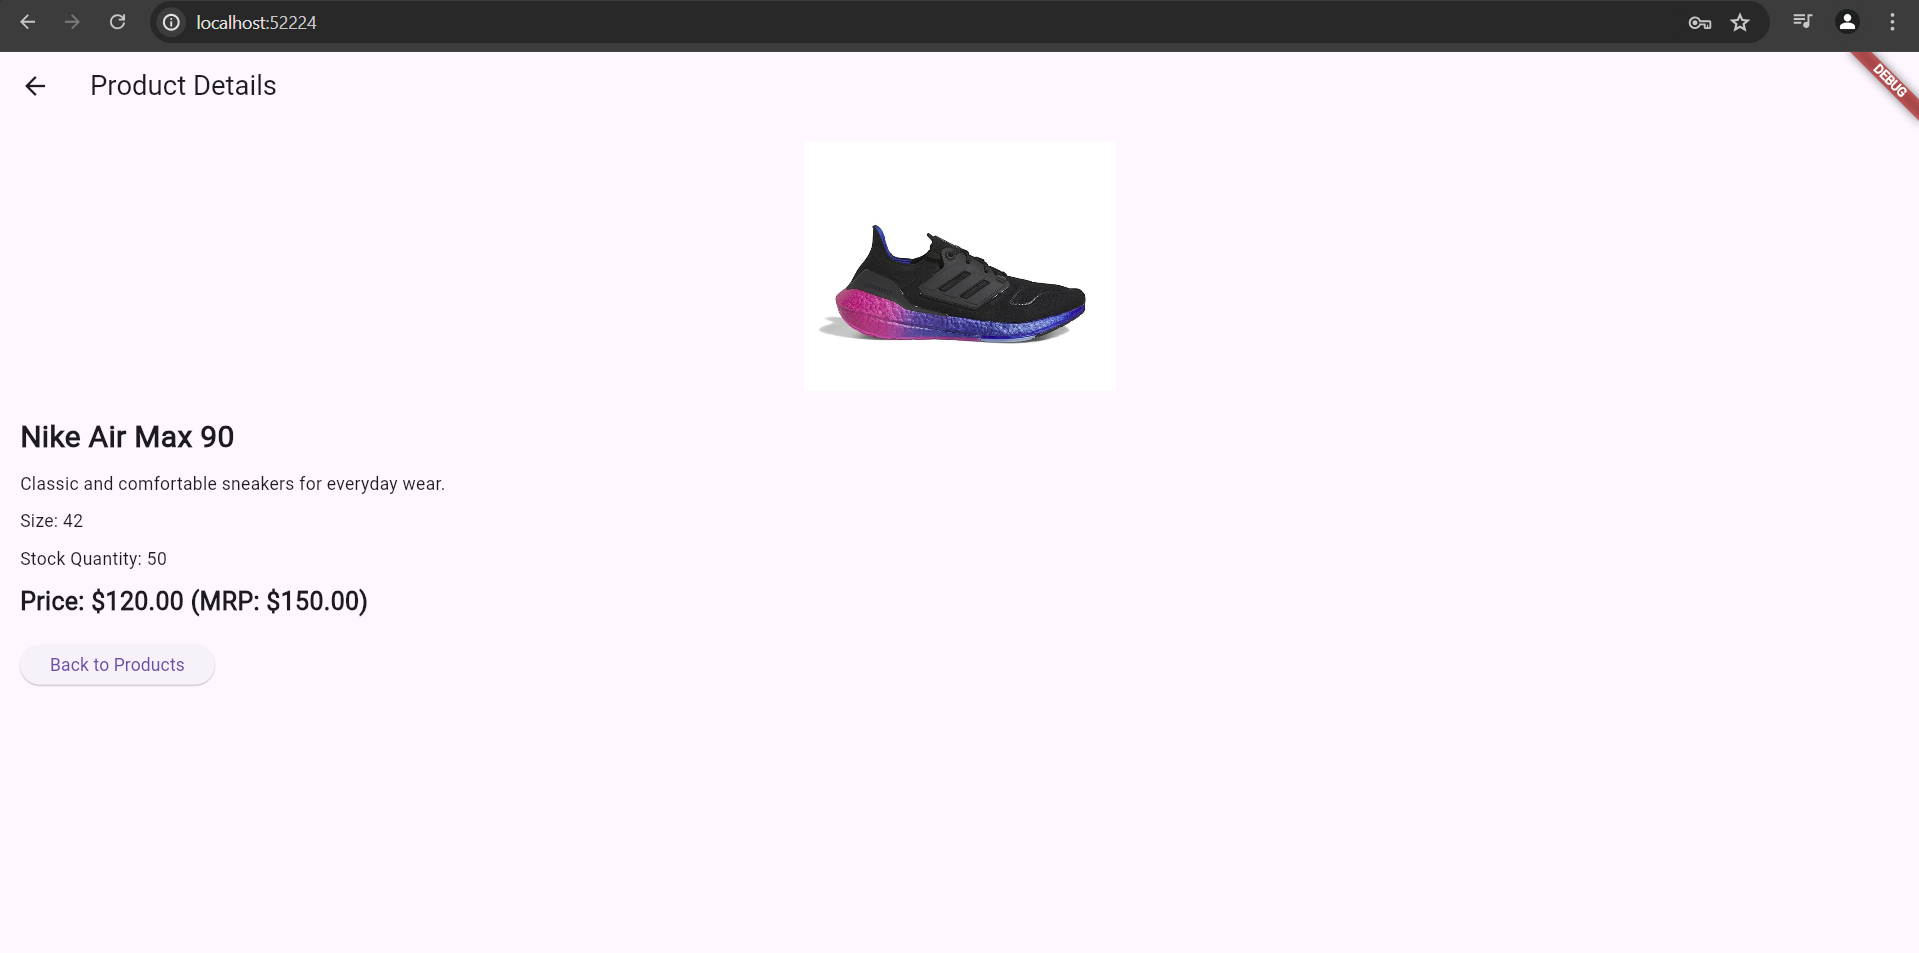 localhost:52224
Product Details
DEBUG
Nike Air Max 90
Classic and comfortable sneakers for everyday wear.
Size: 42
Stock Quantity: 50
Price: $120.00 (MRP: $150.00)
Back to Products